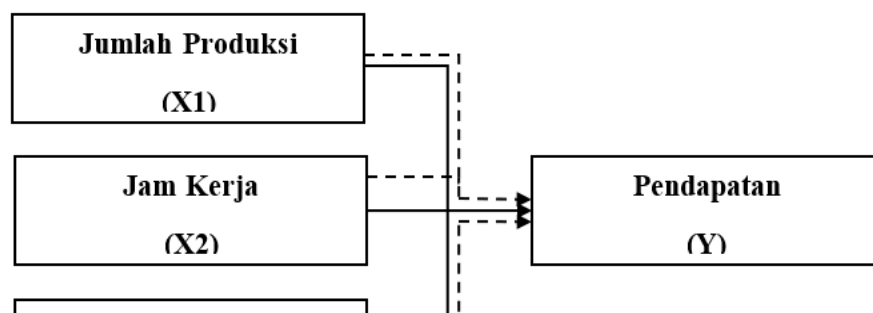 Jumlah Produksi
(X1)
Jam Kerja
(X2)
Pendapatan
(Y)